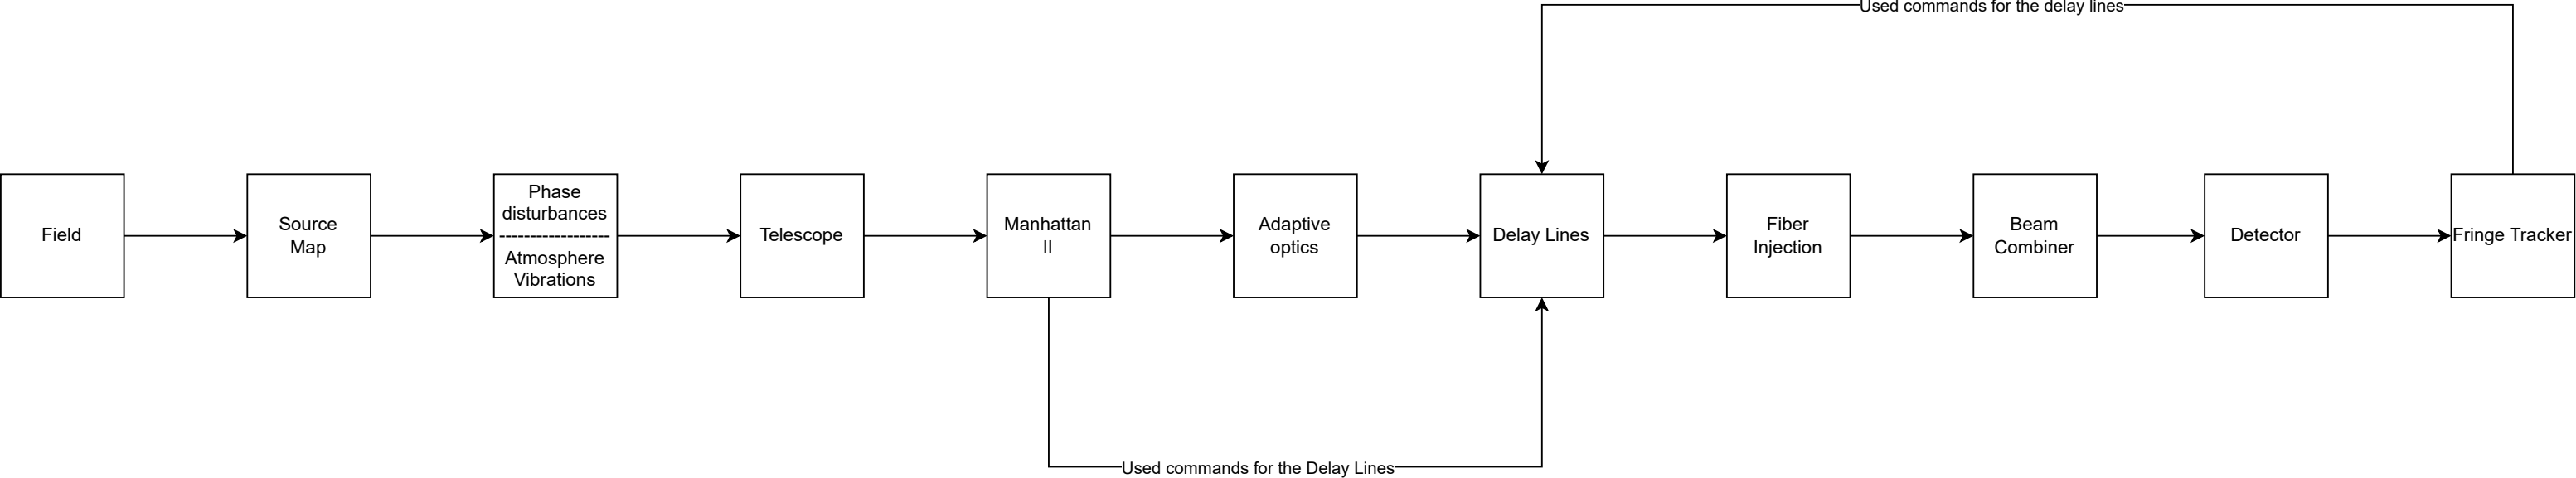 Used commands for the delay lines
Field
Source
Map
Phase
disturbances
------------------
Atmosphere
Vibrations
Telescope
Manhattan
II
Adaptive
optics
Delay Lines
Fiber
Injection
Beam
Combiner
Detector
Fringe Tracker
Used commands for the Delay Lines